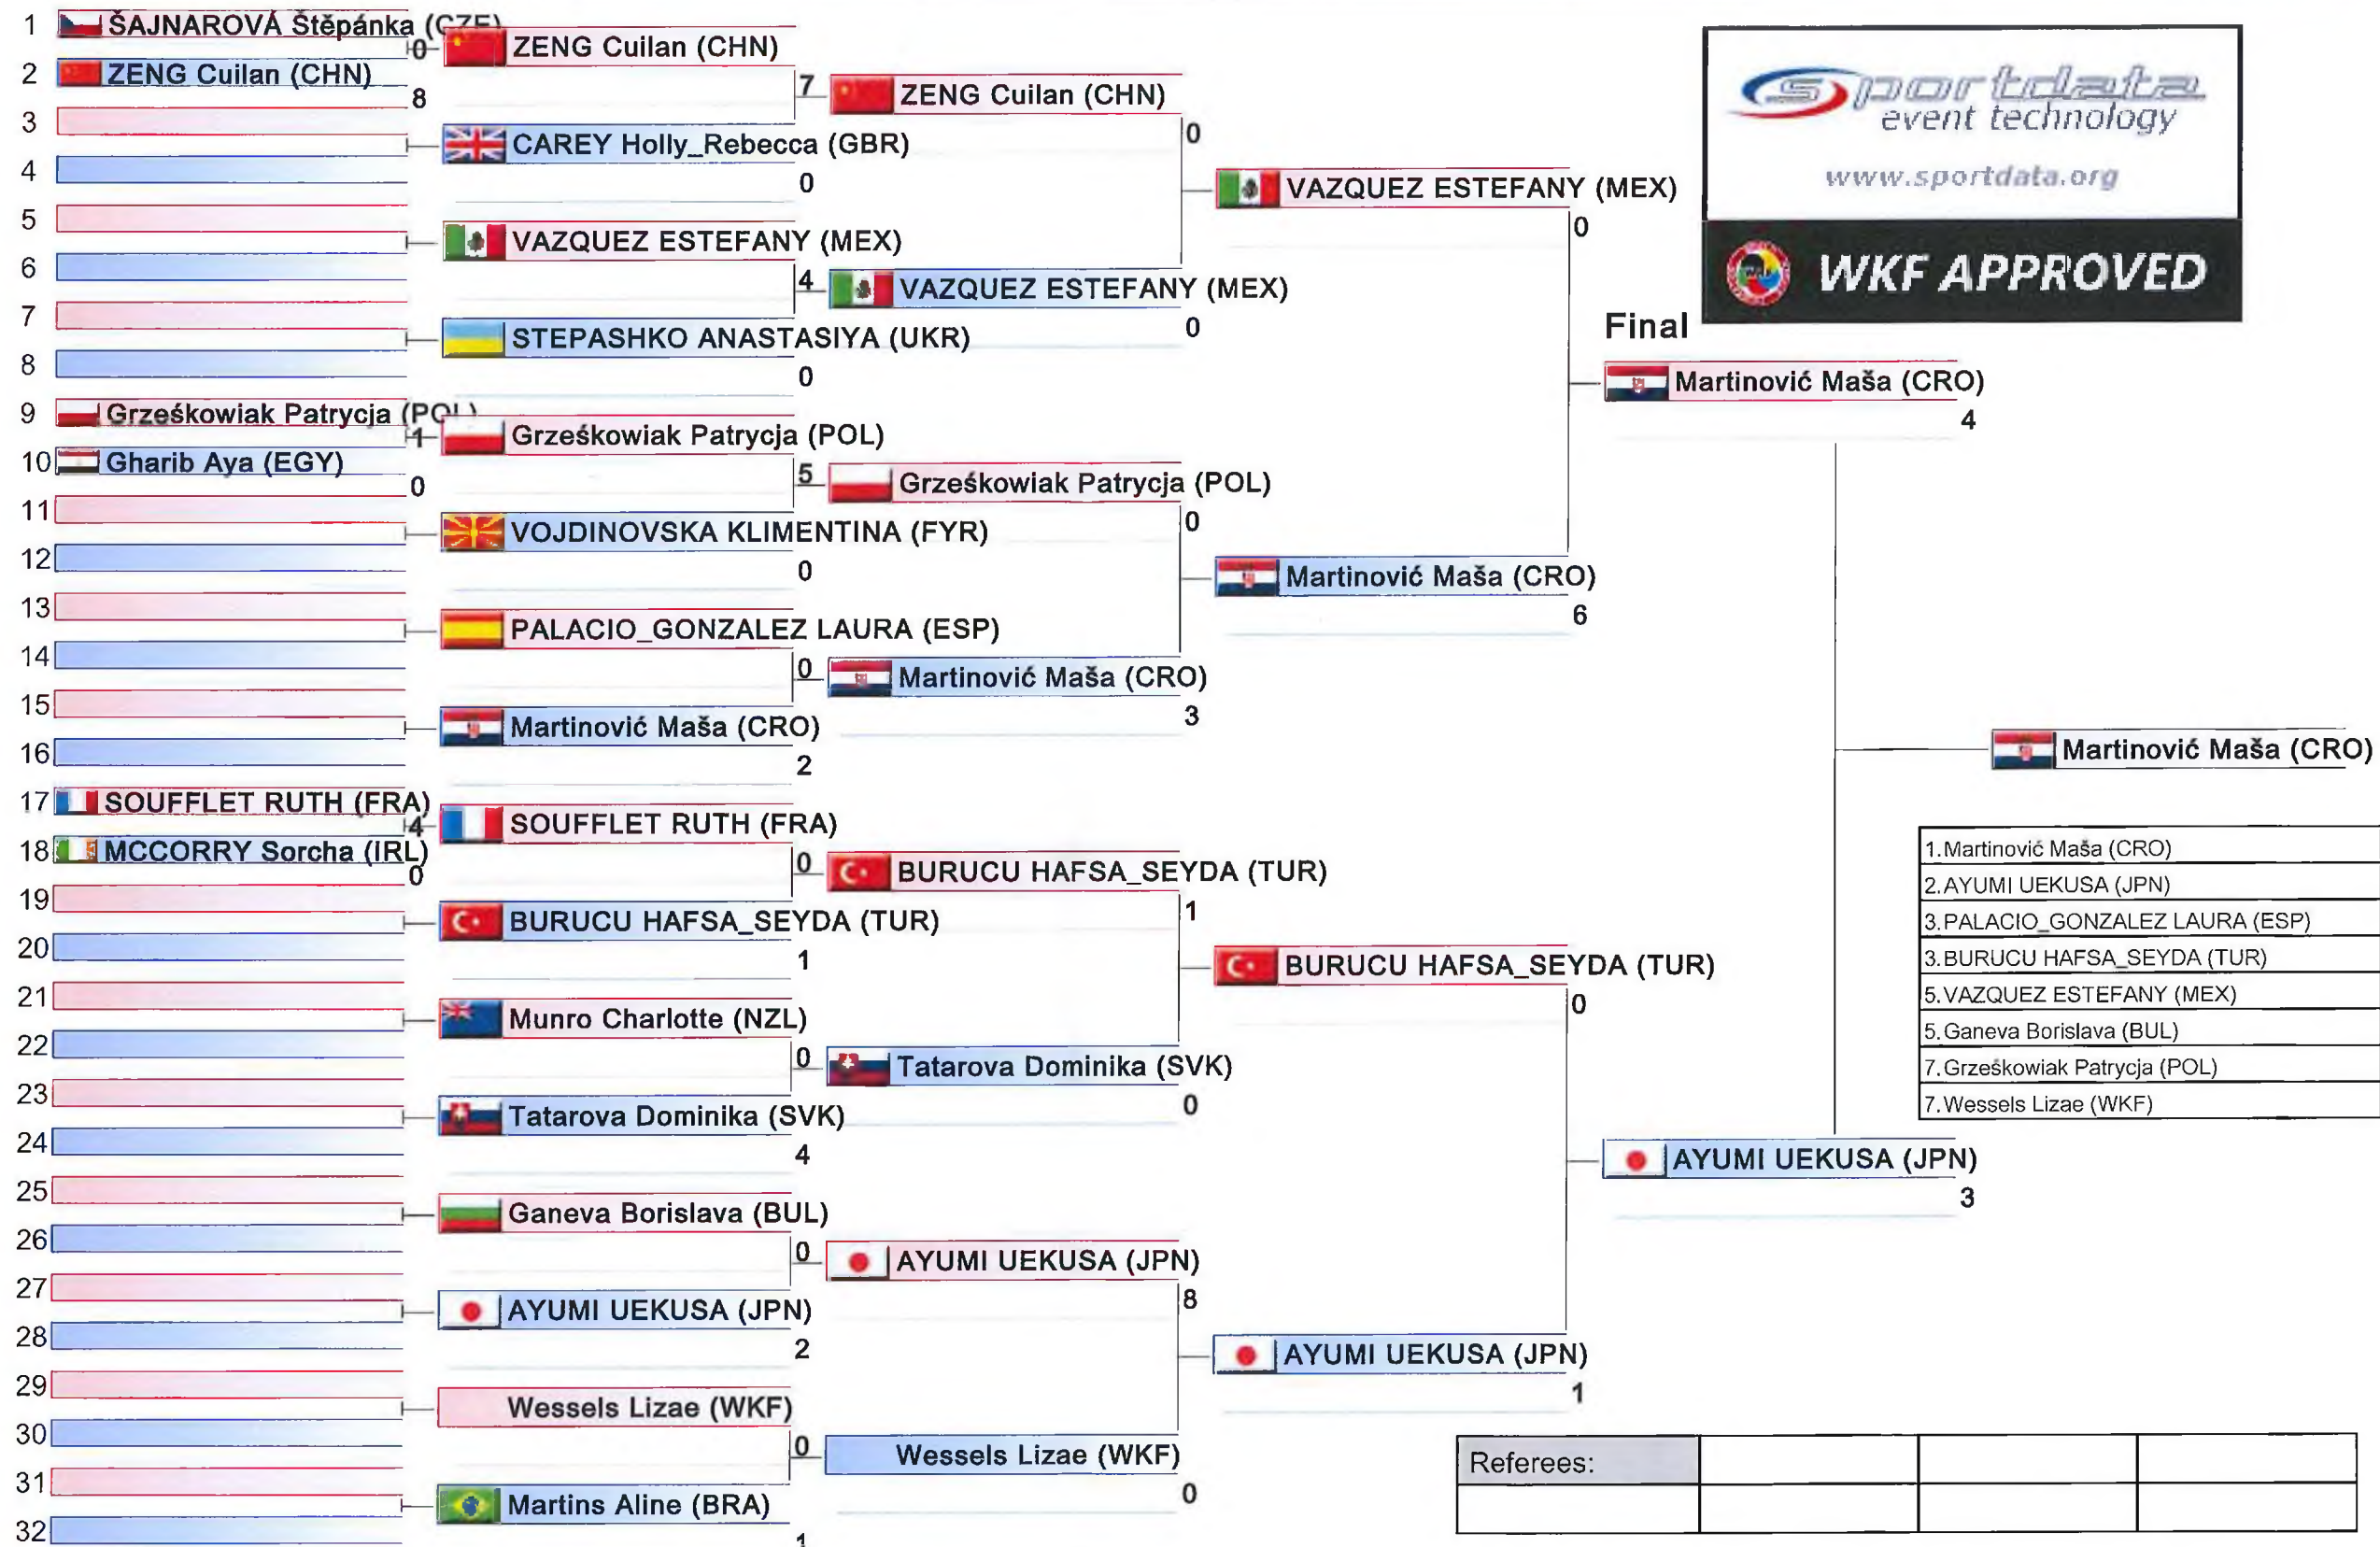 1 ŠAJNAROVÁ Štěpánka (CZE)
0
2 ZENG Cuilan (CHN)
8
3
4
5
6
7
8
9 Grześkowiak Patrycja (POL)
1
10 Gharib Aya (EGY)
0
11
12
13
14
15
16
17 SOUFFLET RUTH (FRA)
4
18 MCCORRY Sorcha (IRL)
0
19
20
21
22
23
24
25
26
27
28
29
30
31
32
ZENG Cuilan (CHN)
7
CAREY Holly_Rebecca (GBR)
0
VAZQUEZ ESTEFANY (MEX)
4
STEPASHKO ANASTASIYA (UKR)
0
Grześkowiak Patrycja (POL)
5
VOJDINOVSKA KLIMENTINA (FYR)
0
PALACIO_GONZALEZ LAURA (ESP)
0
Martinović Maša (CRO)
2
SOUFFLET RUTH (FRA)
0
BURUCU HAFSA_SEYDA (TUR)
1
Munro Charlotte (NZL)
0
Tatarova Dominika (SVK)
4
Ganeva Borislava (BUL)
0
AYUMI UEKUSA (JPN)
2
Wessels Lizae (WKF)
0
Martins Aline (BRA)
1
ZENG Cuilan (CHN)
0
VAZQUEZ ESTEFANY (MEX)
0
Grześkowiak Patrycja (POL)
0
Martinović Maša (CRO)
3
BURUCU HAFSA_SEYDA (TUR)
1
Tatarova Dominika (SVK)
0
AYUMI UEKUSA (JPN)
8
Wessels Lizae (WKF)
0
VAZQUEZ ESTEFANY (MEX)
0
Martinović Maša (CRO)
6
BURUCU HAFSA_SEYDA (TUR)
0
AYUMI UEKUSA (JPN)
1
Final
Martinović Maša (CRO)
4
AYUMI UEKUSA (JPN)
3
Martinović Maša (CRO)
sportdata
event technology
www.sportdata.org
WKF APPROVED
1.Martinović Maša (CRO)
2.AYUMI UEKUSA (JPN)
3.PALACIO_GONZALEZ LAURA (ESP)
3.BURUCU HAFSA_SEYDA (TUR)
5.VAZQUEZ ESTEFANY (MEX)
5.Ganeva Borislava (BUL)
7.Grześkowiak Patrycja (POL)
7.Wessels Lizae (WKF)
Referees: